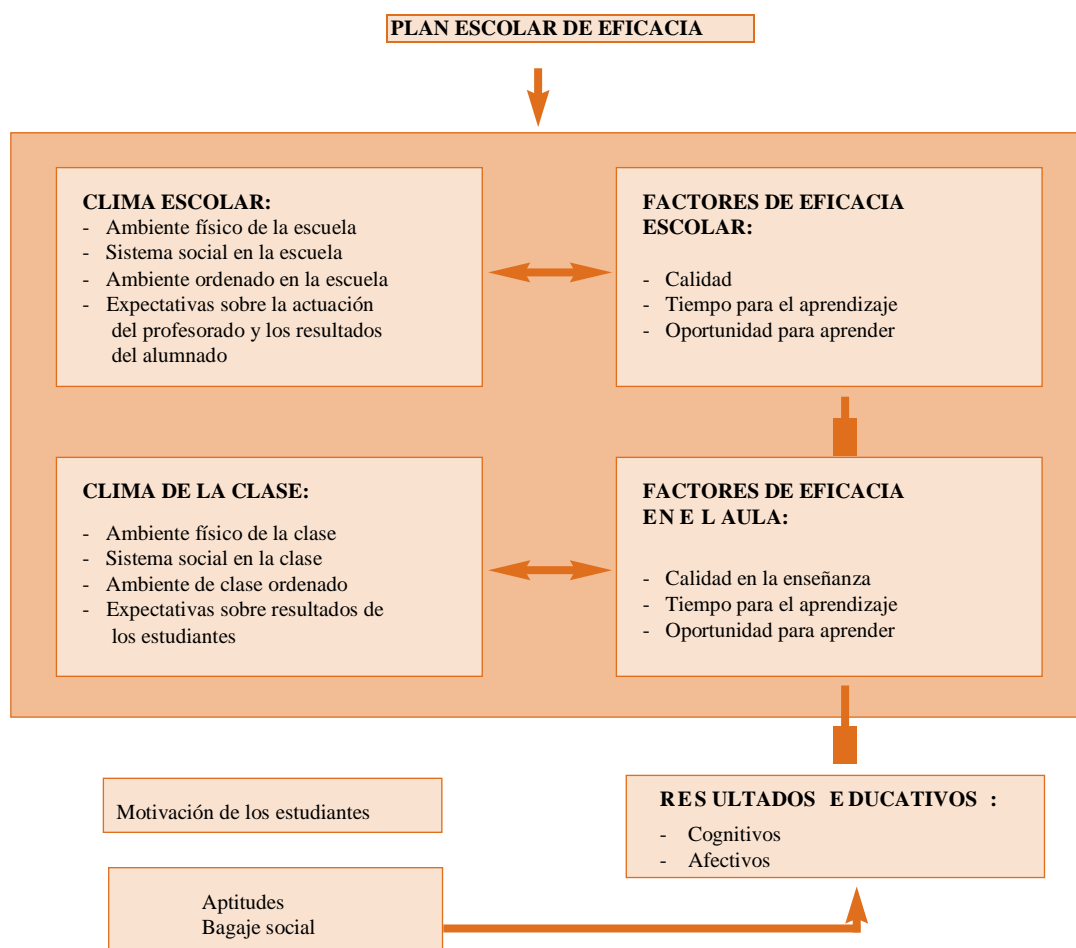 PLAN ESCOLAR DE EFICACIA
CLIMA ESCOLAR:
- Ambiente físico de la escuela
- Sistema social en la escuela
- Ambiente ordenado en la escuela
- Expectativas sobre la actuación
del profesorado y los resultados
del alumnado
FACTORES DE EFICACIA
ESCOLAR:
- Calidad
- Tiempo para el aprendizaje
- Oportunidad para aprender
CLIMA DE LA CLASE:
- Ambiente físico de la clase
- Sistema social en la clase
- Ambiente de clase ordenado
- Expectativas sobre resultados de
los estudiantes
FACTORES DE EFICACIA
EN E L AULA:
- Calidad en la enseñanza
- Tiempo para el aprendizaje
- Oportunidad para aprender
Motivación de los estudiantes
RES ULTADOS E DUCATIVOS :
- Cognitivos
- Afectivos
Aptitudes
Bagaje social